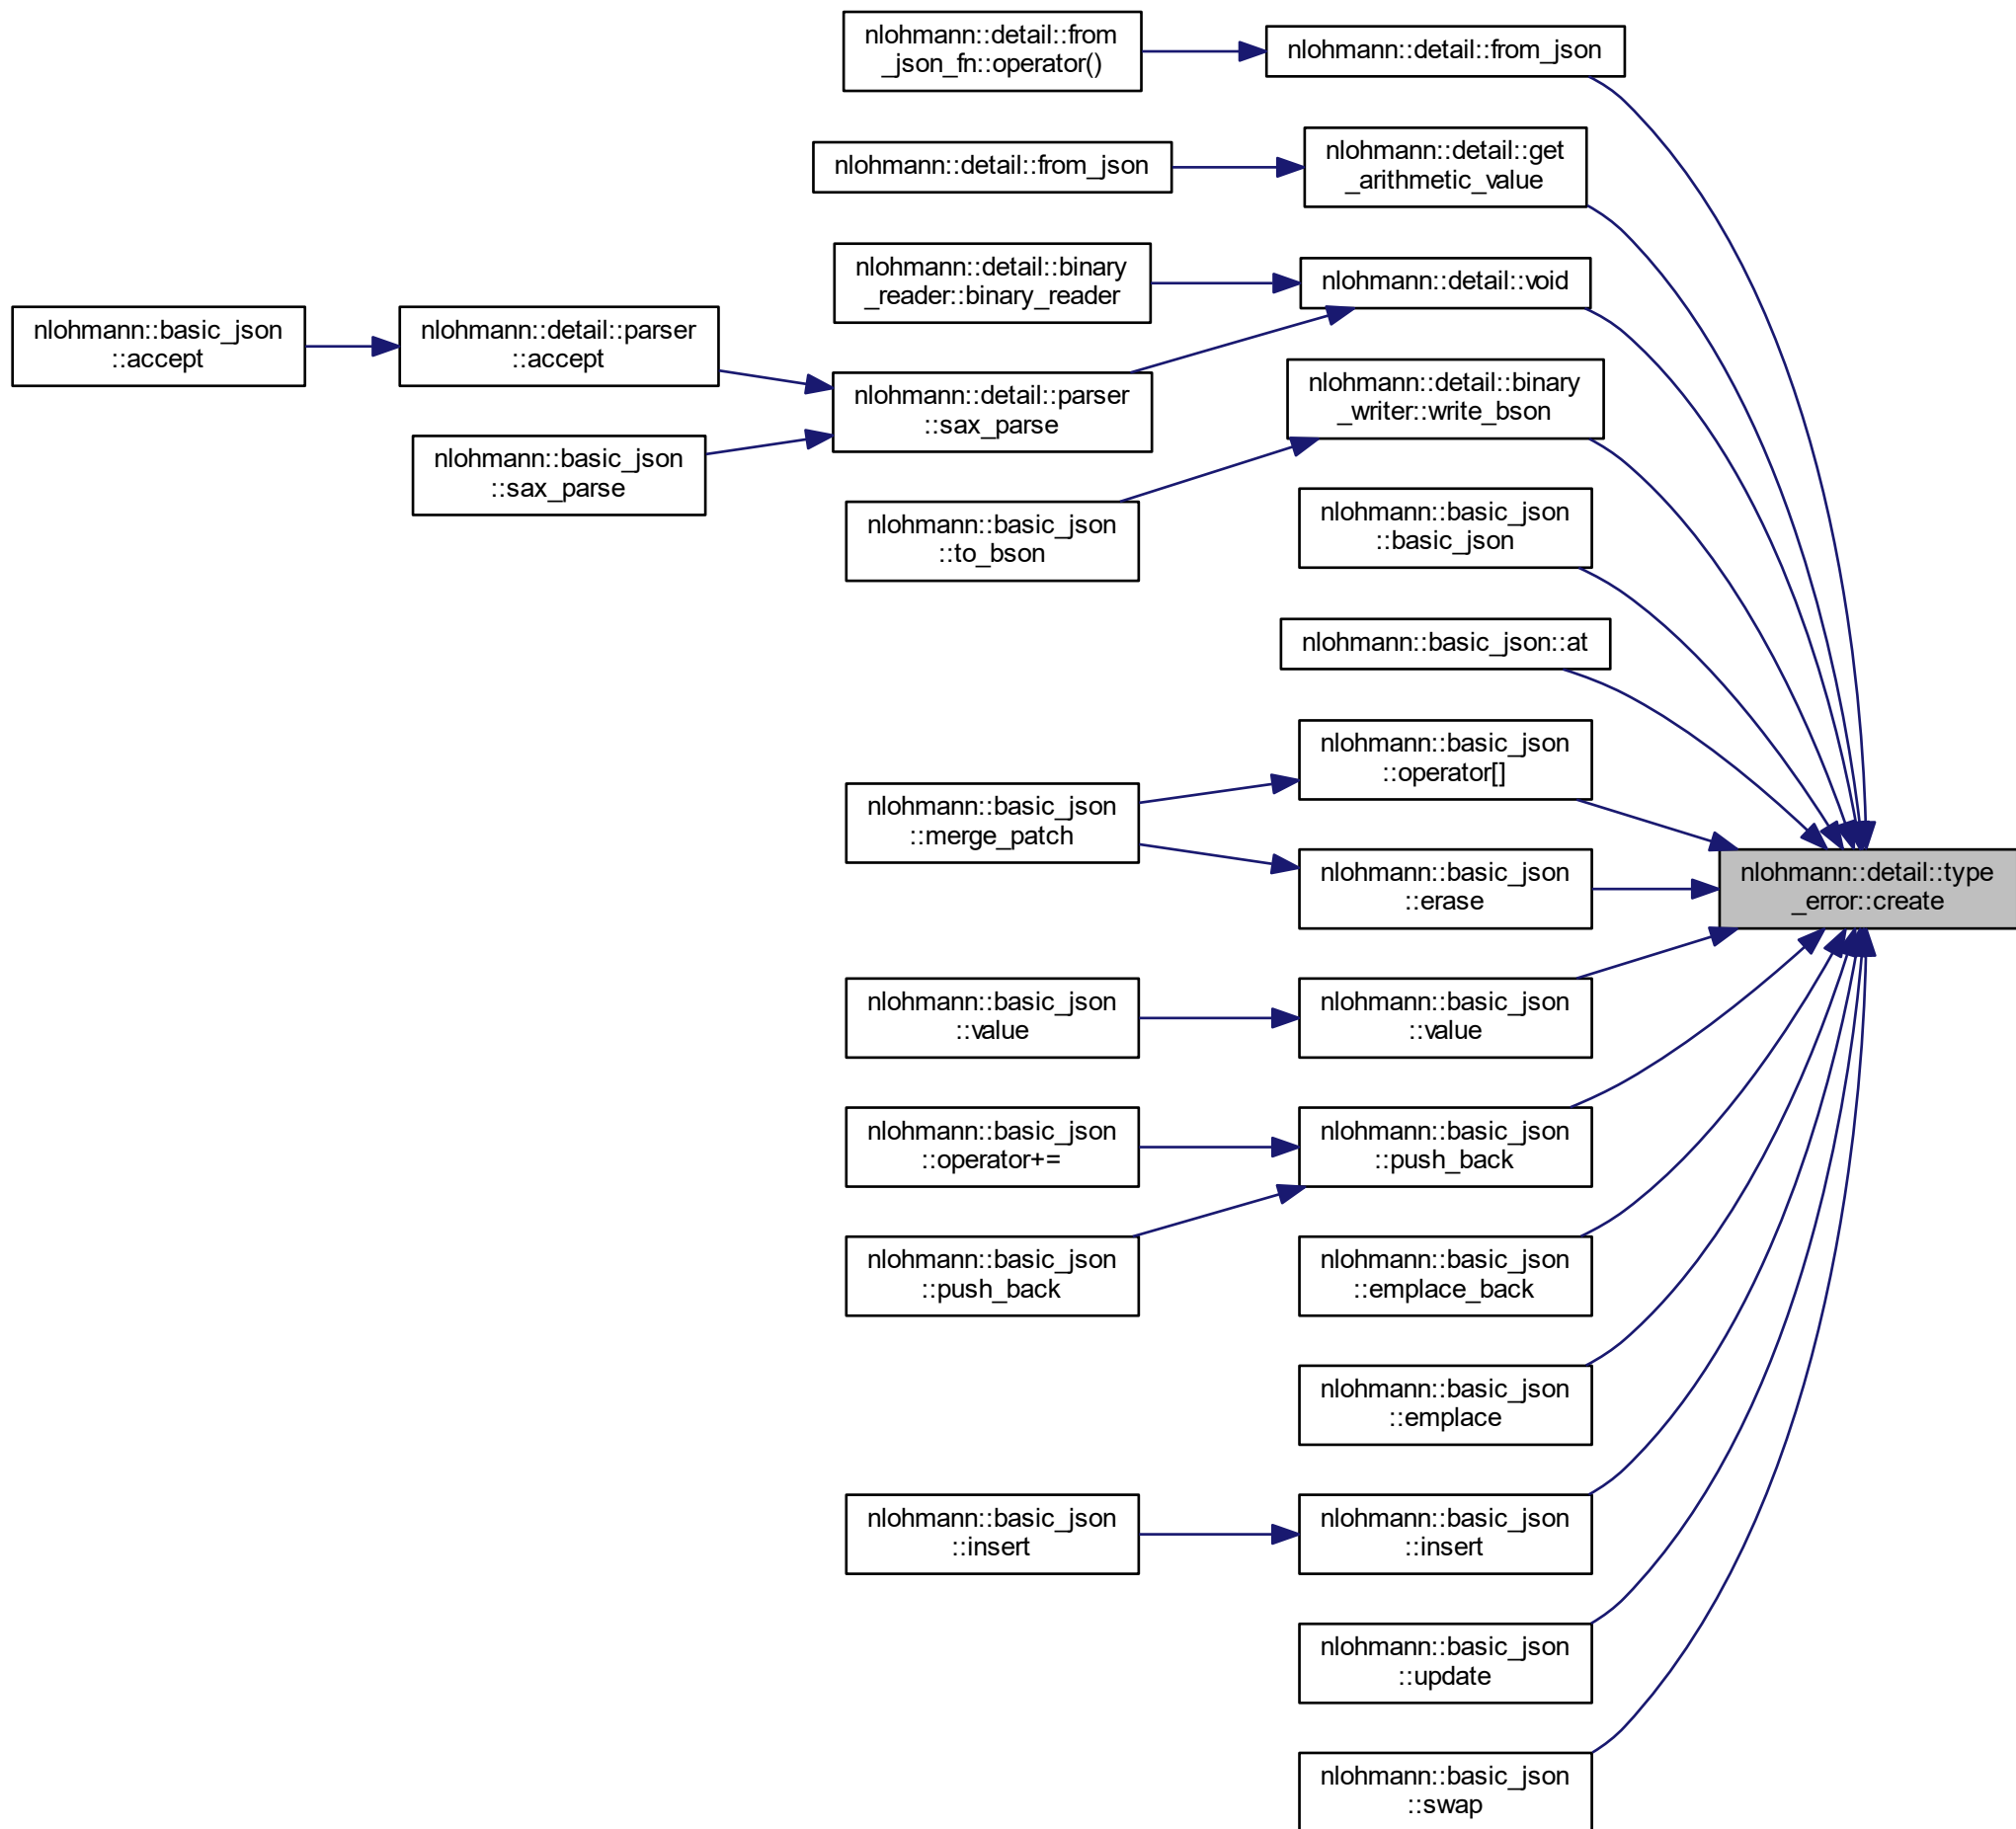 nlohmann::detail::from
_json_fn::operator()
nlohmann::detail::from_json
nlohmann::detail::get
_arithmetic_value
nlohmann::detail::from_json
nlohmann::detail::binary
_reader::binary_reader
nlohmann::detail::void
nlohmann::basic_json
::accept
nlohmann::detail::parser
::accept
nlohmann::detail::parser
::sax_parse
nlohmann::detail::binary
_writer::write_bson
nlohmann::basic_json
::sax_parse
nlohmann::basic_json
::to_bson
nlohmann::basic_json
::basic_json
nlohmann::basic_json::at
nlohmann::basic_json
::operator[]
nlohmann::basic_json
::merge_patch
nlohmann::basic_json
::erase
nlohmann::detail::type
_error::create
nlohmann::basic_json
::value
nlohmann::basic_json
::value
nlohmann::basic_json
::operator+=
nlohmann::basic_json
::push_back
nlohmann::basic_json
::push_back
nlohmann::basic_json
::emplace_back
nlohmann::basic_json
::emplace
nlohmann::basic_json
::insert
nlohmann::basic_json
::insert
nlohmann::basic_json
::update
nlohmann::basic_json
::swap